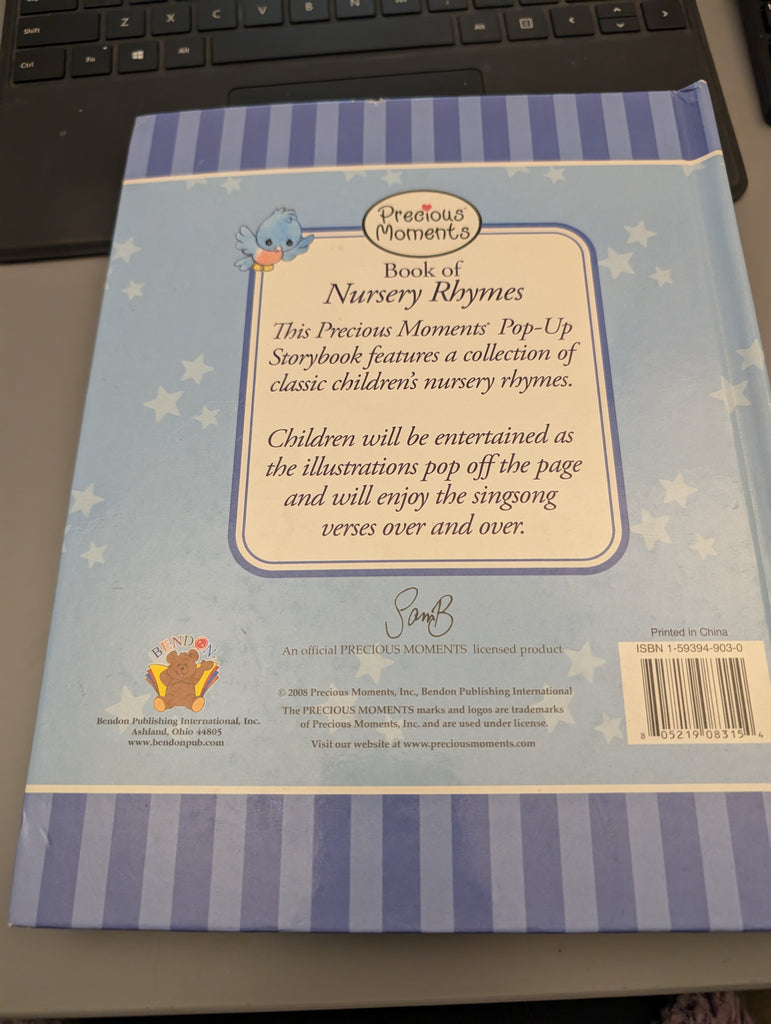 Shift
Z X C V B N
Ctrl Fn Alt Alt
Precious®
Moments
Book of
Nursery Rhymes
This Precious Moments® Pop-Up
Storybook features a collection of
classic children's nursery rhymes.
Children will be entertained as
the illustrations pop off the page
and will enjoy the singsong
verses over and over.
SamB
An official PRECIOUS MOMENTS licensed product
BENDON
Bendon Publishing International, Inc.
Ashland, Ohio 44805
www.bendonpub.com
© 2008 Precious Moments, Inc., Bendon Publishing International
The PRECIOUS MOMENTS marks and logos are trademarks
of Precious Moments, Inc. and are used under license.
Visit our website at www.preciousmoments.com
Printed in China
ISBN 1-59394-903-0
8 05219 08315 4